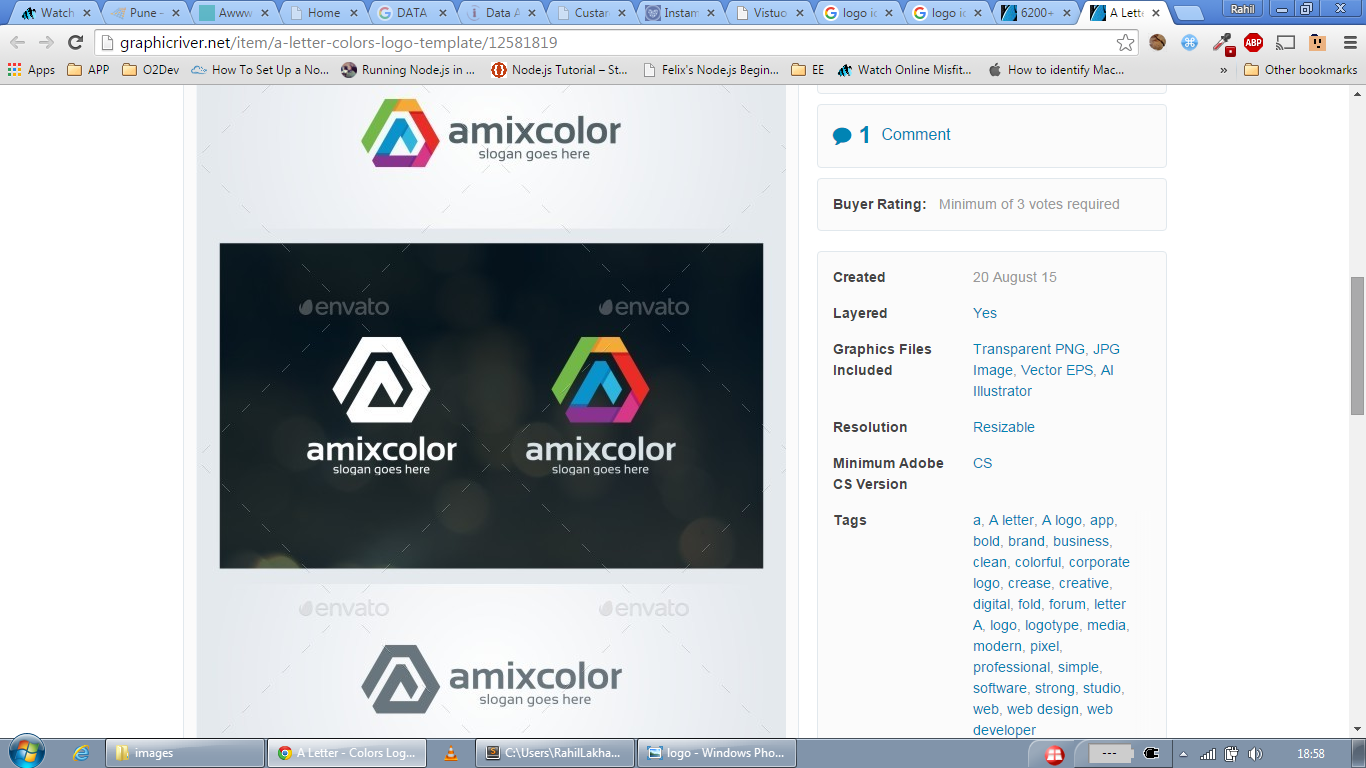 Watch
Pune -
Awww
Home
DATA
Data A
Custar
Instam
Vistuo
logo ic
logo ic
6200+
A Lette
Rahil
graphicriver.net/item/a-letter-colors-logo-template/12581819
ABP
Apps
APP
O2Dev
How To Set Up a No...
Running Node.js in ...
Node.js Tutorial – St...
Felix's Node.js Begin...
EE
Watch Online Misfit...
How to identify Mac...
»
Other bookmarks
amixcolor
slogan goes here
envato
envato
amixcolor
slogan goes here
amixcolor
slogan goes here
envato
envato
amixcolor
slogan goes here
1 Comment
Buyer Rating: Minimum of 3 votes required
Created 20 August 15
Layered Yes
Graphics Files Transparent PNG, JPG
Included Image, Vector EPS, AI
Illustrator
Resolution Resizable
Minimum Adobe CS
CS Version
Tags a, A letter, A logo, app,
bold, brand, business,
clean, colorful, corporate
logo, crease, creative,
digital, fold, forum, letter
A, logo, logotype, media,
modern, pixel,
professional, simple,
software, strong, studio,
web, web design, web
developer
images
A Letter - Colors Log...
C:\Users\RahilLakha...
logo - Windows Pho...
---
18:58